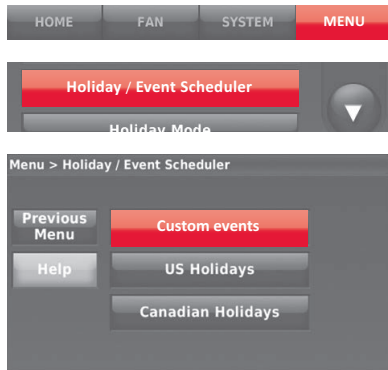 HOME FAN SYSTEM MENU
Holiday / Event Scheduler
Holiday Mode
Menu > Holiday / Event Scheduler
Previous
Menu
Custom events
Help
US Holidays
Canadian Holidays